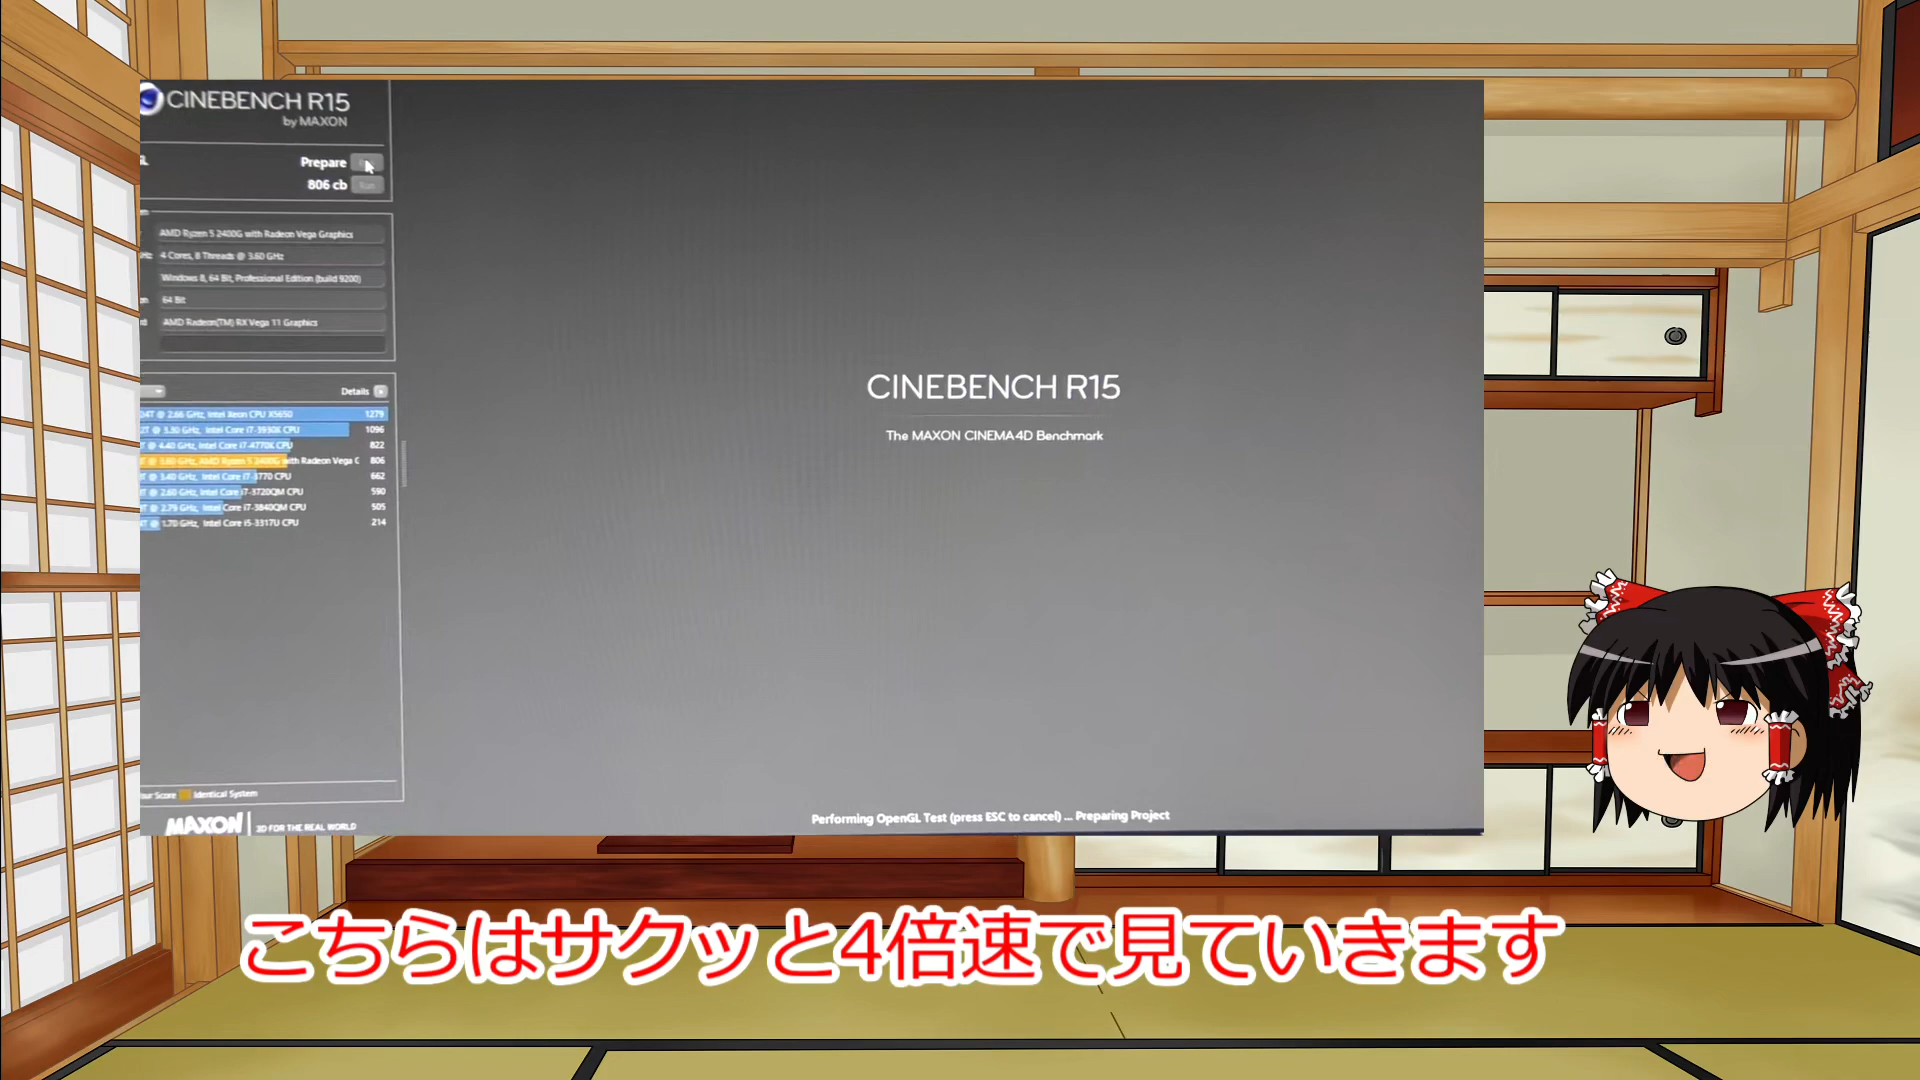 CINEBENCH R15
by MAXON
Prepare
806 cb
AMD Ryzen 5 2400G with Radeon Vega Graphics
4 Cores, 8 Threads @ 3.60 GHz
Windows 8, 64 Bit, Professional Edition (build 9200)
64 Bit
AMD Radeon(TM) RX Vega 11 Graphics
Details
@ 2.66 GHz, Intel Xeon CPU X5650 1279
@ 3.30 GHz, Intel Core i7-3930K CPU 1096
@ 4.40 GHz, Intel Core i7-4770K CPU 822
@ 3.60 GHz, AMD Ryzen 5 2400G with Radeon Vega 806
@ 3.40 GHz, Intel Core i7-3770 CPU 662
@ 2.60 GHz, Intel Core i7-3720QM CPU 590
@ 2.79 GHz, Intel Core i7-3840QM CPU 505
@ 1.70 GHz, Intel Core i5-3317U CPU 214
Score Identical System
MAXON 3D FOR THE REAL WORLD
CINEBENCH R15
The MAXON CINEMA4D Benchmark
Performing OpenGL Test (press ESC to cancel) ... Preparing Project
こちらはサクッと4倍速で見ていきます